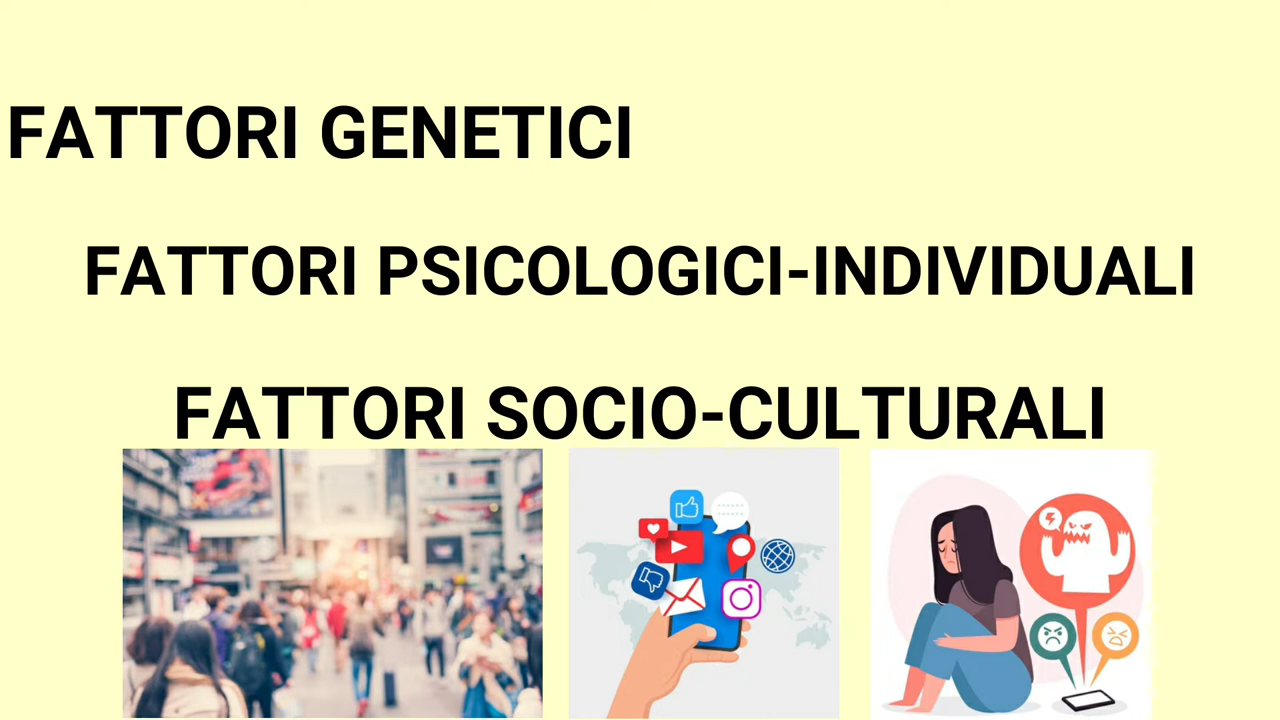 FATTORI GENETICI
FATTORI PSICOLOGICI-INDIVIDUALI
FATTORI SOCIO-CULTURALI